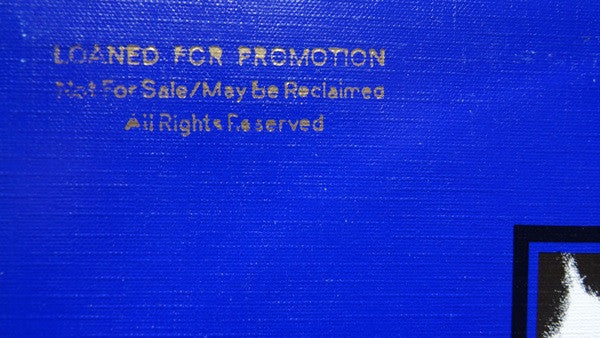 LOANED FOR PROMOTION
Not For Sale/May be Reclaimed
All Rights Reserved